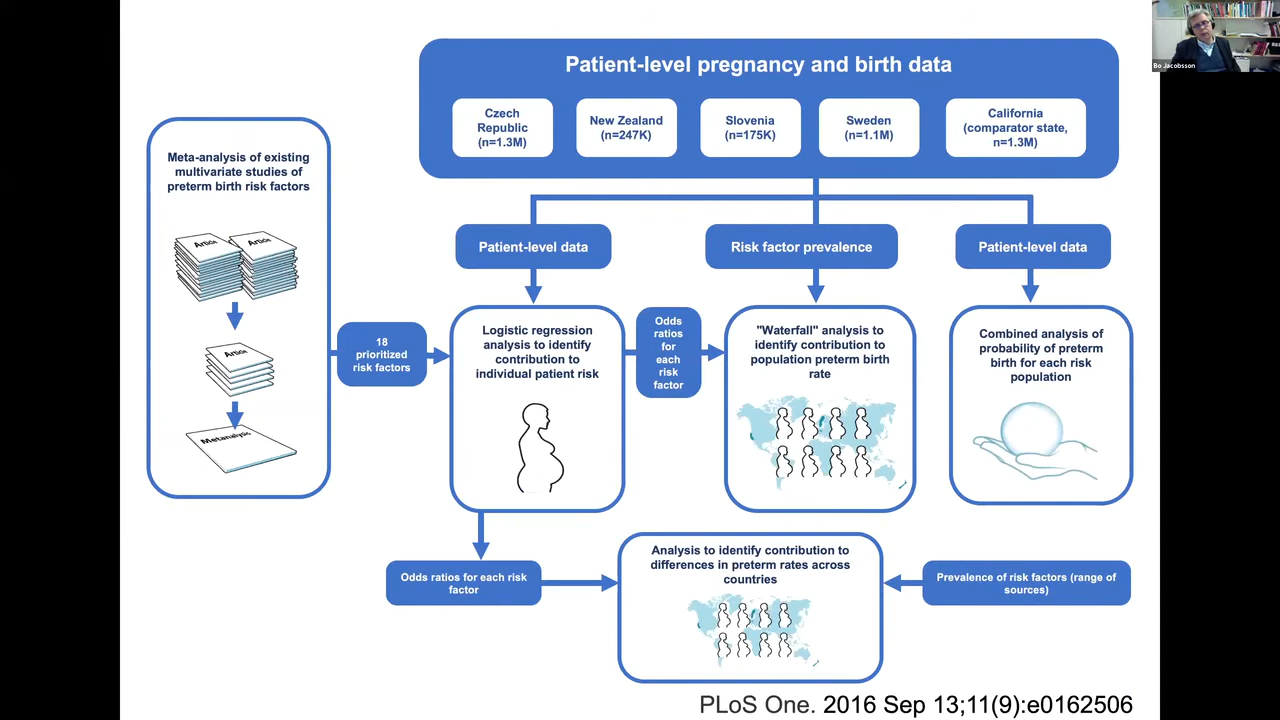 Patient-level pregnancy and birth data
Czech
Republic
(n=1.3M)
New Zealand
(n=247K)
Slovenia
(n=175K)
Sweden
(n=1.1M)
California
(comparator state,
n=1.3M)
Bo Jacobsson
Meta-analysis of existing
multivariate studies of
preterm birth risk factors
Article
Article
Article
Metanalysis
18
prioritized
risk factors
Patient-level data
Risk factor prevalence
Patient-level data
Logistic regression
analysis to identify
contribution to
individual patient risk
Odds
ratios
for
each
risk
factor
"Waterfall" analysis to
identify contribution to
population preterm birth
rate
Combined analysis of
probability of preterm
birth for each risk
population
Odds ratios for each risk
factor
Analysis to identify contribution to
differences in preterm rates across
countries
Prevalence of risk factors (range of
sources)
PLoS One. 2016 Sep 13;11(9):e0162506